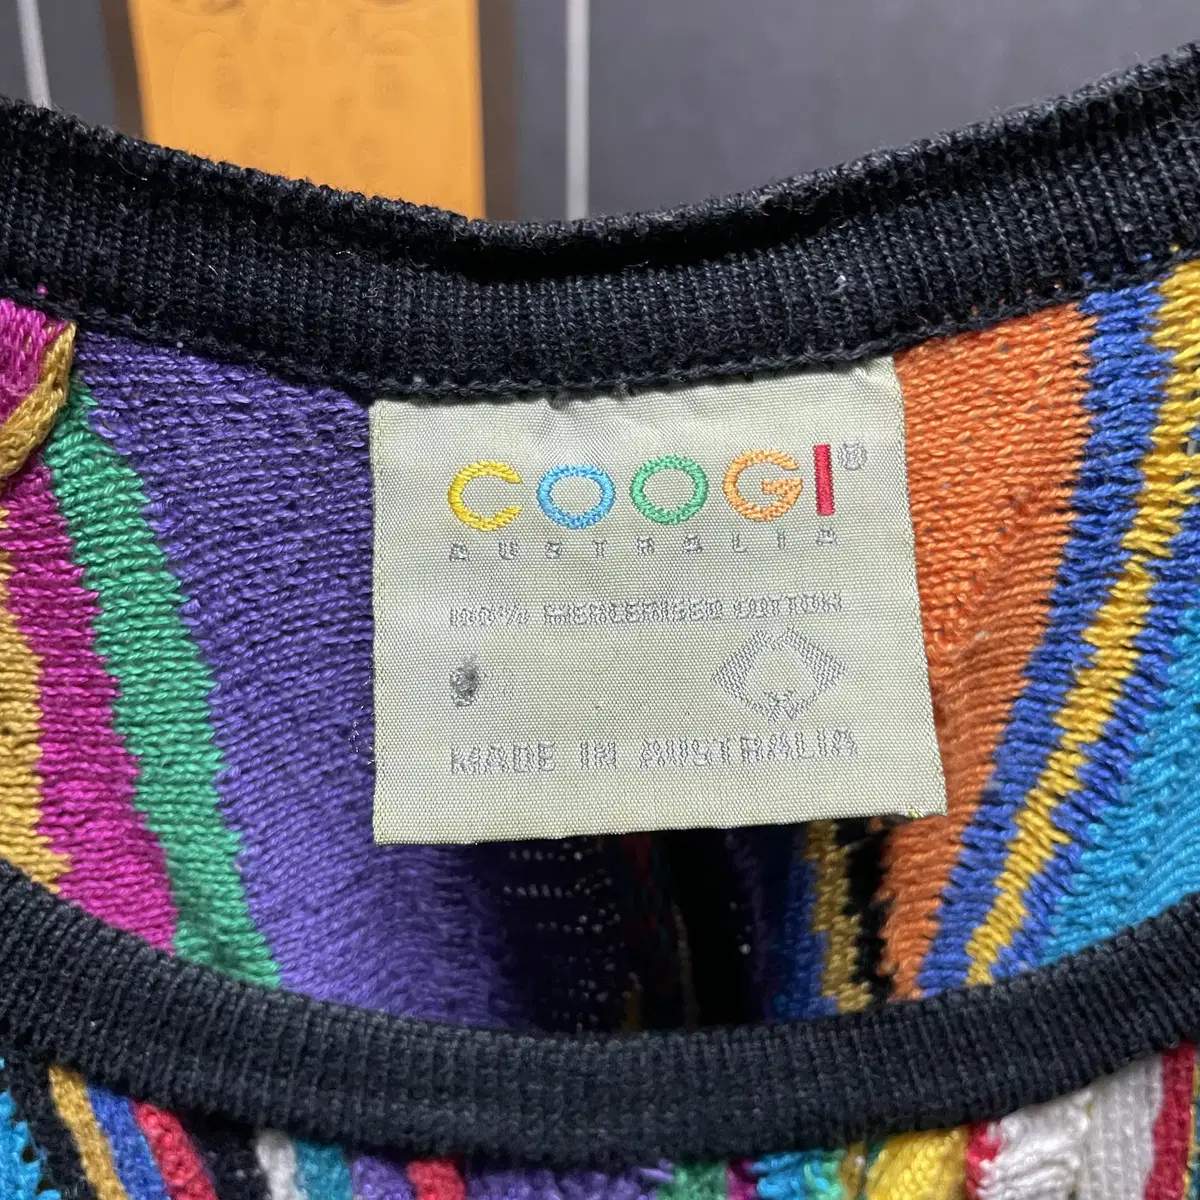 COOGI®
AUSTRALIA
100% MERCERISED COTTON
MADE IN AUSTRALIA